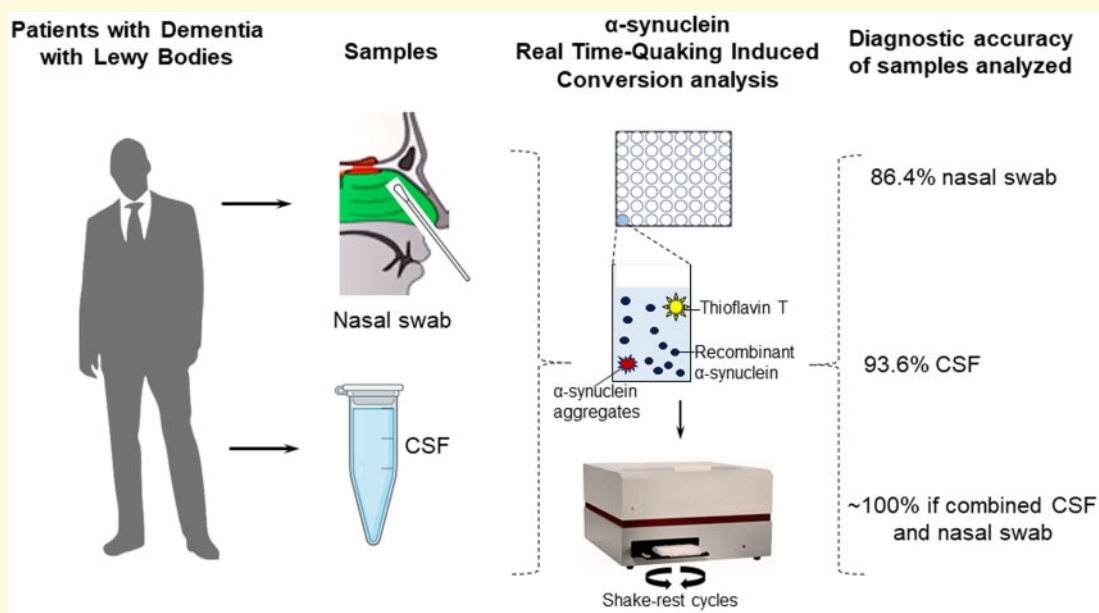 Patients with Dementia
with Lewy Bodies
Samples
α-synuclein
Real Time-Quaking Induced
Conversion analysis
Diagnostic accuracy
of samples analyzed
Nasal swab
CSF
Thioflavin T
Recombinant
α-synuclein
α-synuclein
aggregates
Shake-rest cycles
86.4% nasal swab
93.6% CSF
~100% if combined CSF
and nasal swab